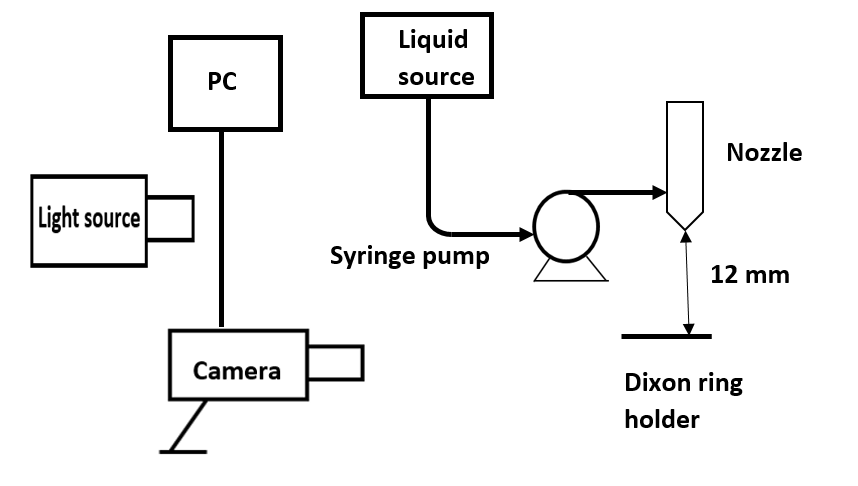 PC
Liquid
source
Light source
Nozzle
Syringe pump
12 mm
Camera
Dixon ring
holder